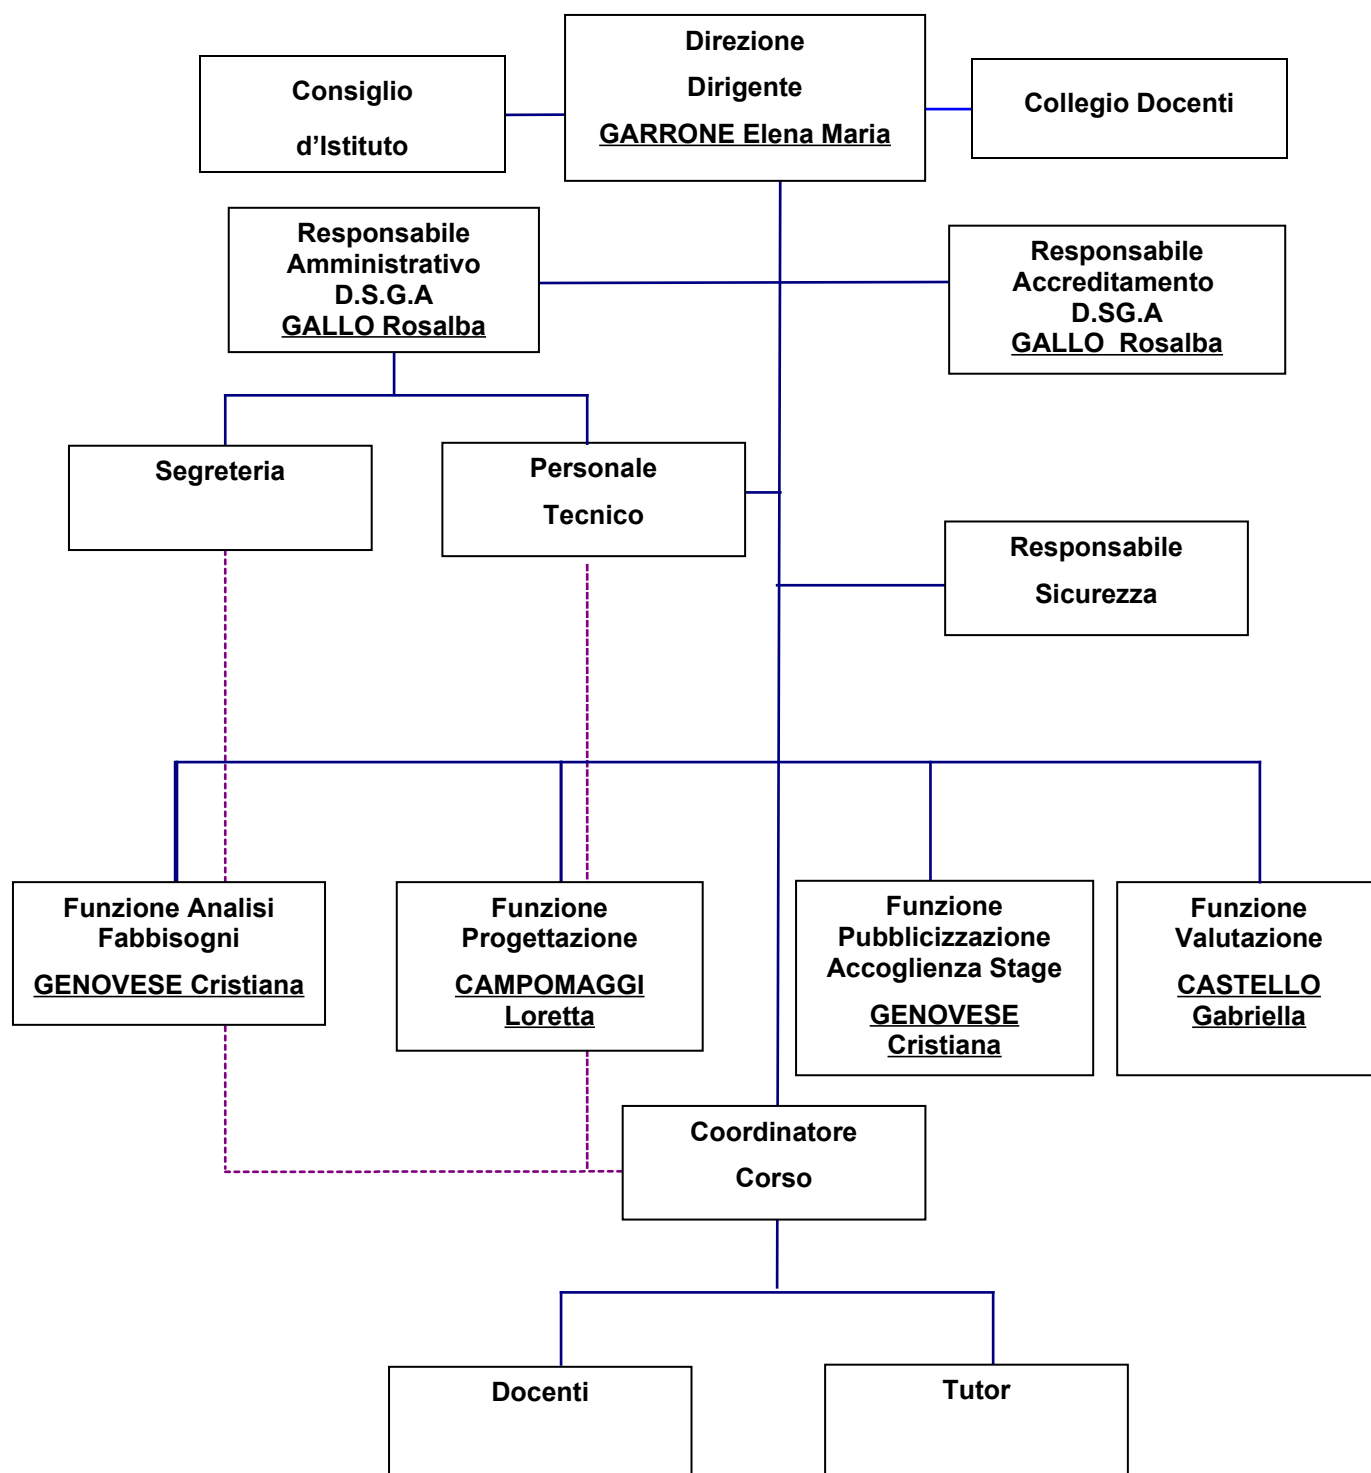 Direzione
Dirigente
GARRONE Elena Maria
Consiglio
d'Istituto
Collegio Docenti
Responsabile
Amministrativo
D.S.G.A
GALLO Rosalba
Responsabile
Accreditamento
D.SG.A
GALLO  Rosalba
Segreteria
Personale
Tecnico
Responsabile
Sicurezza
Funzione Analisi
Fabbisogni
GENOVESE Cristiana
Funzione
Progettazione
CAMPOMAGGI
Loretta
Funzione
Pubblicizzazione
Accoglienza Stage
GENOVESE
Cristiana
Funzione
Valutazione
CASTELLO
Gabriella
Coordinatore
Corso
Docenti
Tutor